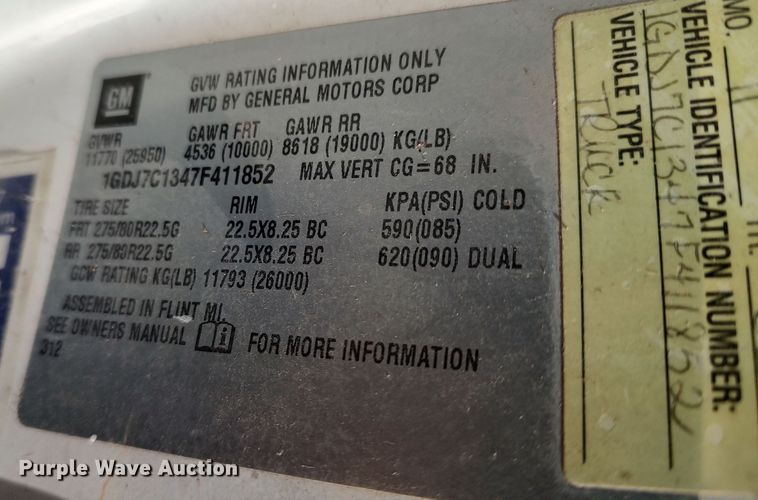 GM
GVW RATING INFORMATION ONLY
MFD BY GENERAL MOTORS CORP
GVWR GAWR FRT GAWR RR
11770 (25950) 4536 (10000) 8618 (19000) KG(LB)
1GDJ7C1347F411852 MAX VERT CG=68 IN.
TIRE SIZE RIM KPA(PSI) COLD
FRT 275/80R22.5G 22.5X8.25 BC 590(085)
RR 275/80R22.5G 22.5X8.25 BC 620(090) DUAL
GCW RATING KG(LB) 11793 (26000)
ASSEMBLED IN FLINT MI.
SEE OWNERS MANUAL i FOR MORE INFORMATION
312
MO.
VEHICLE IDENTIFICATION NUMBER:
1GDJ7C1347F411852
VEHICLE TYPE:
TRUCK
Purple Wave Auction